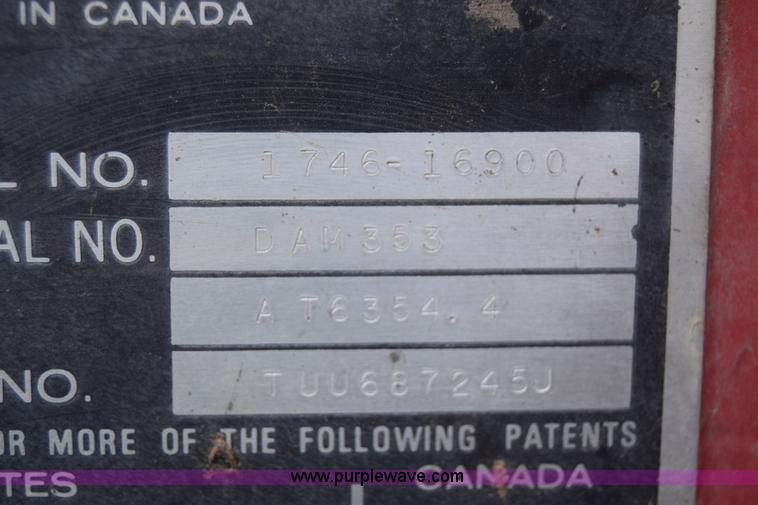 IN CANADA
L NO. 1746-16900
AL NO. DAM353
AT6354.4
NO. TUU687245J
OR MORE OF THE FOLLOWING PATENTS
TES CANADA
www.purplewave.com